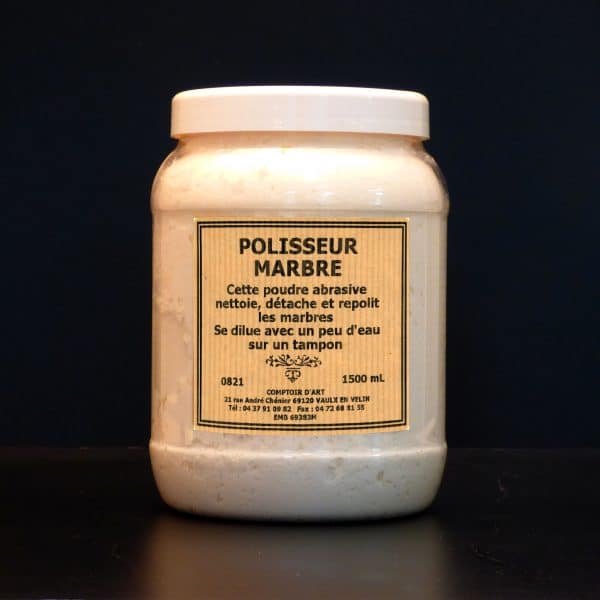 POLISSEUR
MARBRE
Cette poudre abrasive
nettoie, détache et repolit
les marbres
Se dilue avec un peu d'eau
sur un tampon
0821 1500 mL
COMPTOIR D'ART
21 rue André Chénier 69120 VAULX EN VELIN
Tél : 04 37 91 09 82 Fax : 04 72 68 81 55
EMB 69383M